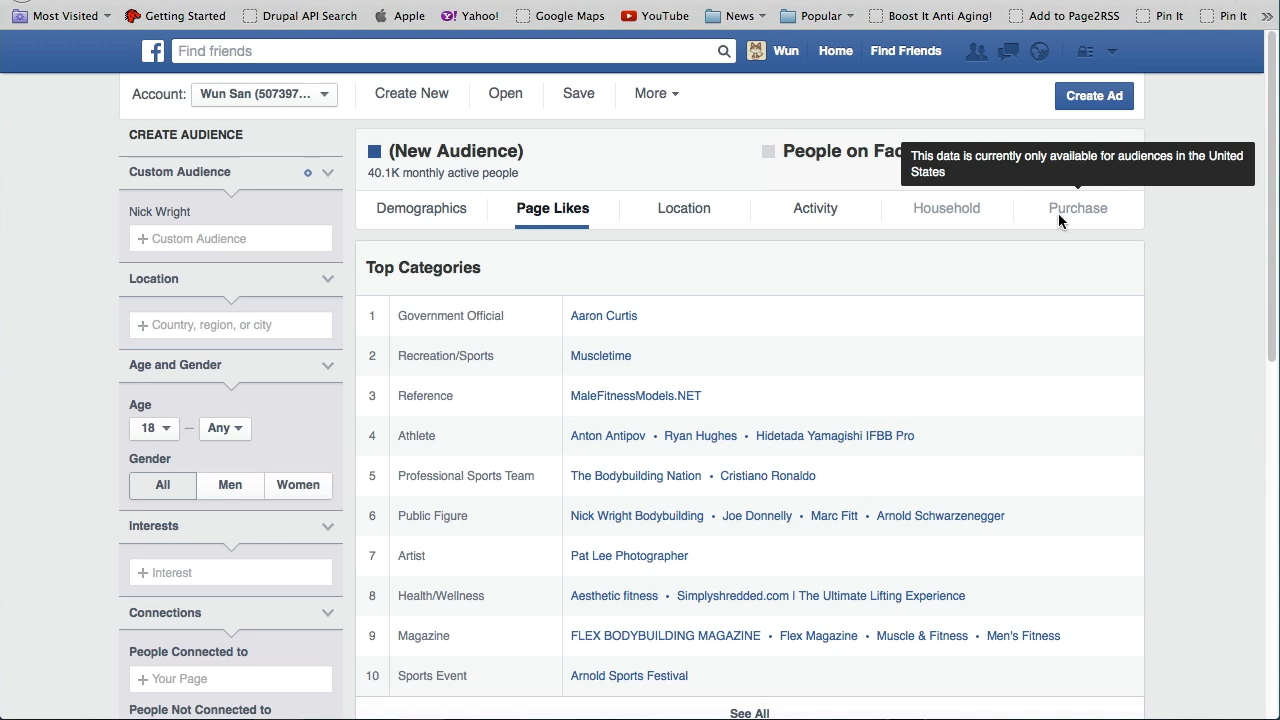 Most Visited Getting Started Drupal API Search Apple Yahoo! Google Maps YouTube News Popular Boost It Anti Aging! Add to Page2RSS Pin It Pin It »
Find friends Wun Home Find Friends
Account: Wun San (507397... Create New Open Save More Create Ad
CREATE AUDIENCE
Custom Audience
Nick Wright
+ Custom Audience
Location
+ Country, region, or city
Age and Gender
Age
18 – Any
Gender
All Men Women
Interests
+ Interest
Connections
People Connected to
+ Your Page
People Not Connected to
(New Audience)
40.1K monthly active people
People on Fac
This data is currently only available for audiences in the United
States
Demographics Page Likes Location Activity Household Purchase
Top Categories
1 Government Official Aaron Curtis
2 Recreation/Sports Muscletime
3 Reference MaleFitnessModels.NET
4 Athlete Anton Antipov • Ryan Hughes • Hidetada Yamagishi IFBB Pro
5 Professional Sports Team The Bodybuilding Nation • Cristiano Ronaldo
6 Public Figure Nick Wright Bodybuilding • Joe Donnelly • Marc Fitt • Arnold Schwarzenegger
7 Artist Pat Lee Photographer
8 Health/Wellness Aesthetic fitness • Simplyshredded.com | The Ultimate Lifting Experience
9 Magazine FLEX BODYBUILDING MAGAZINE • Flex Magazine • Muscle & Fitness • Men's Fitness
10 Sports Event Arnold Sports Festival
See All